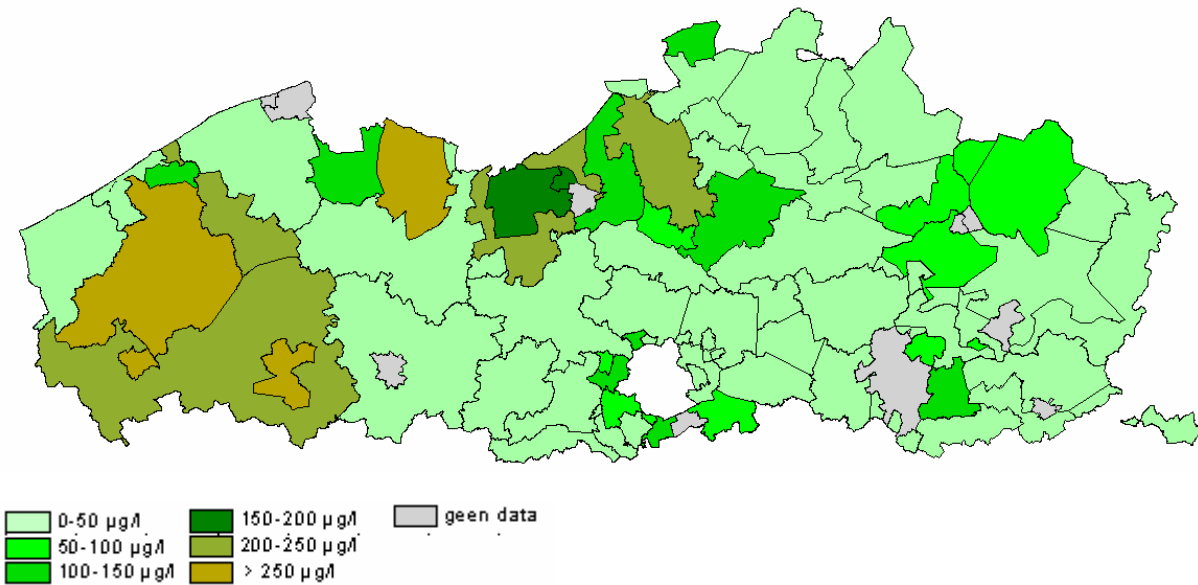 0-50 µg/l
50-100 µg/l
100-150 µg/l
150-200 µg/l
200-250 µg/l
> 250 µg/l
geen data